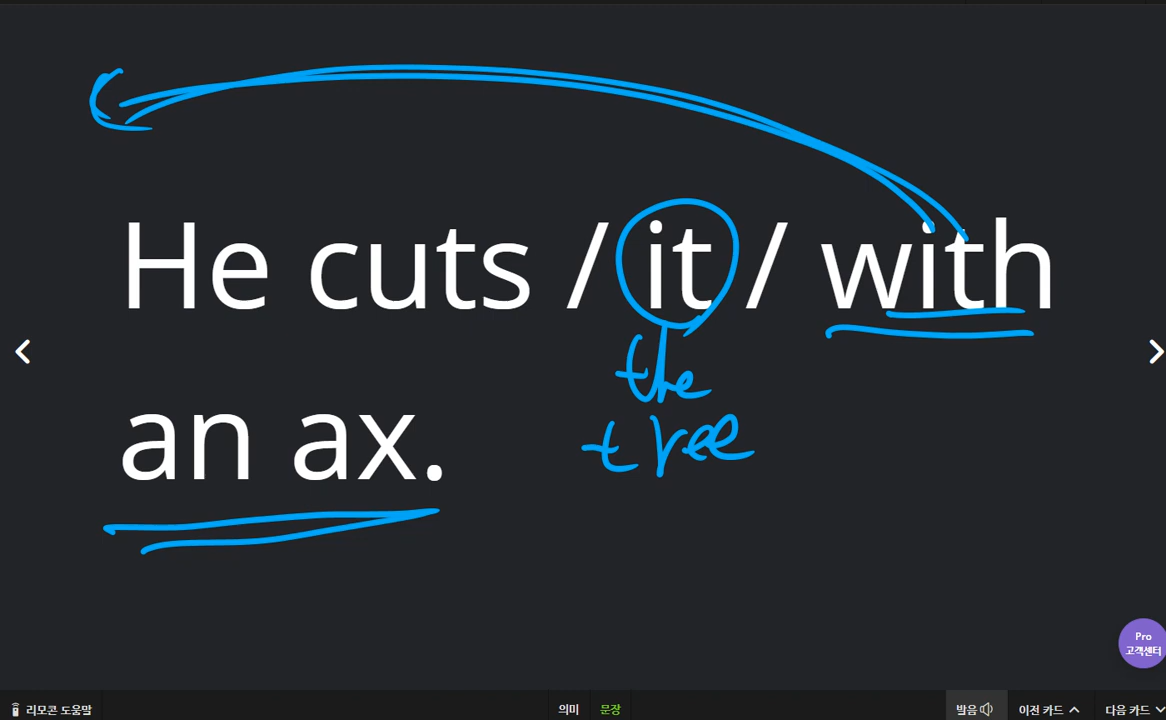 He cuts / it / with
the
tree
an ax.
Pro
고객센터
리모콘 도움말
의미
문장
발음
이전 카드
다음 카드